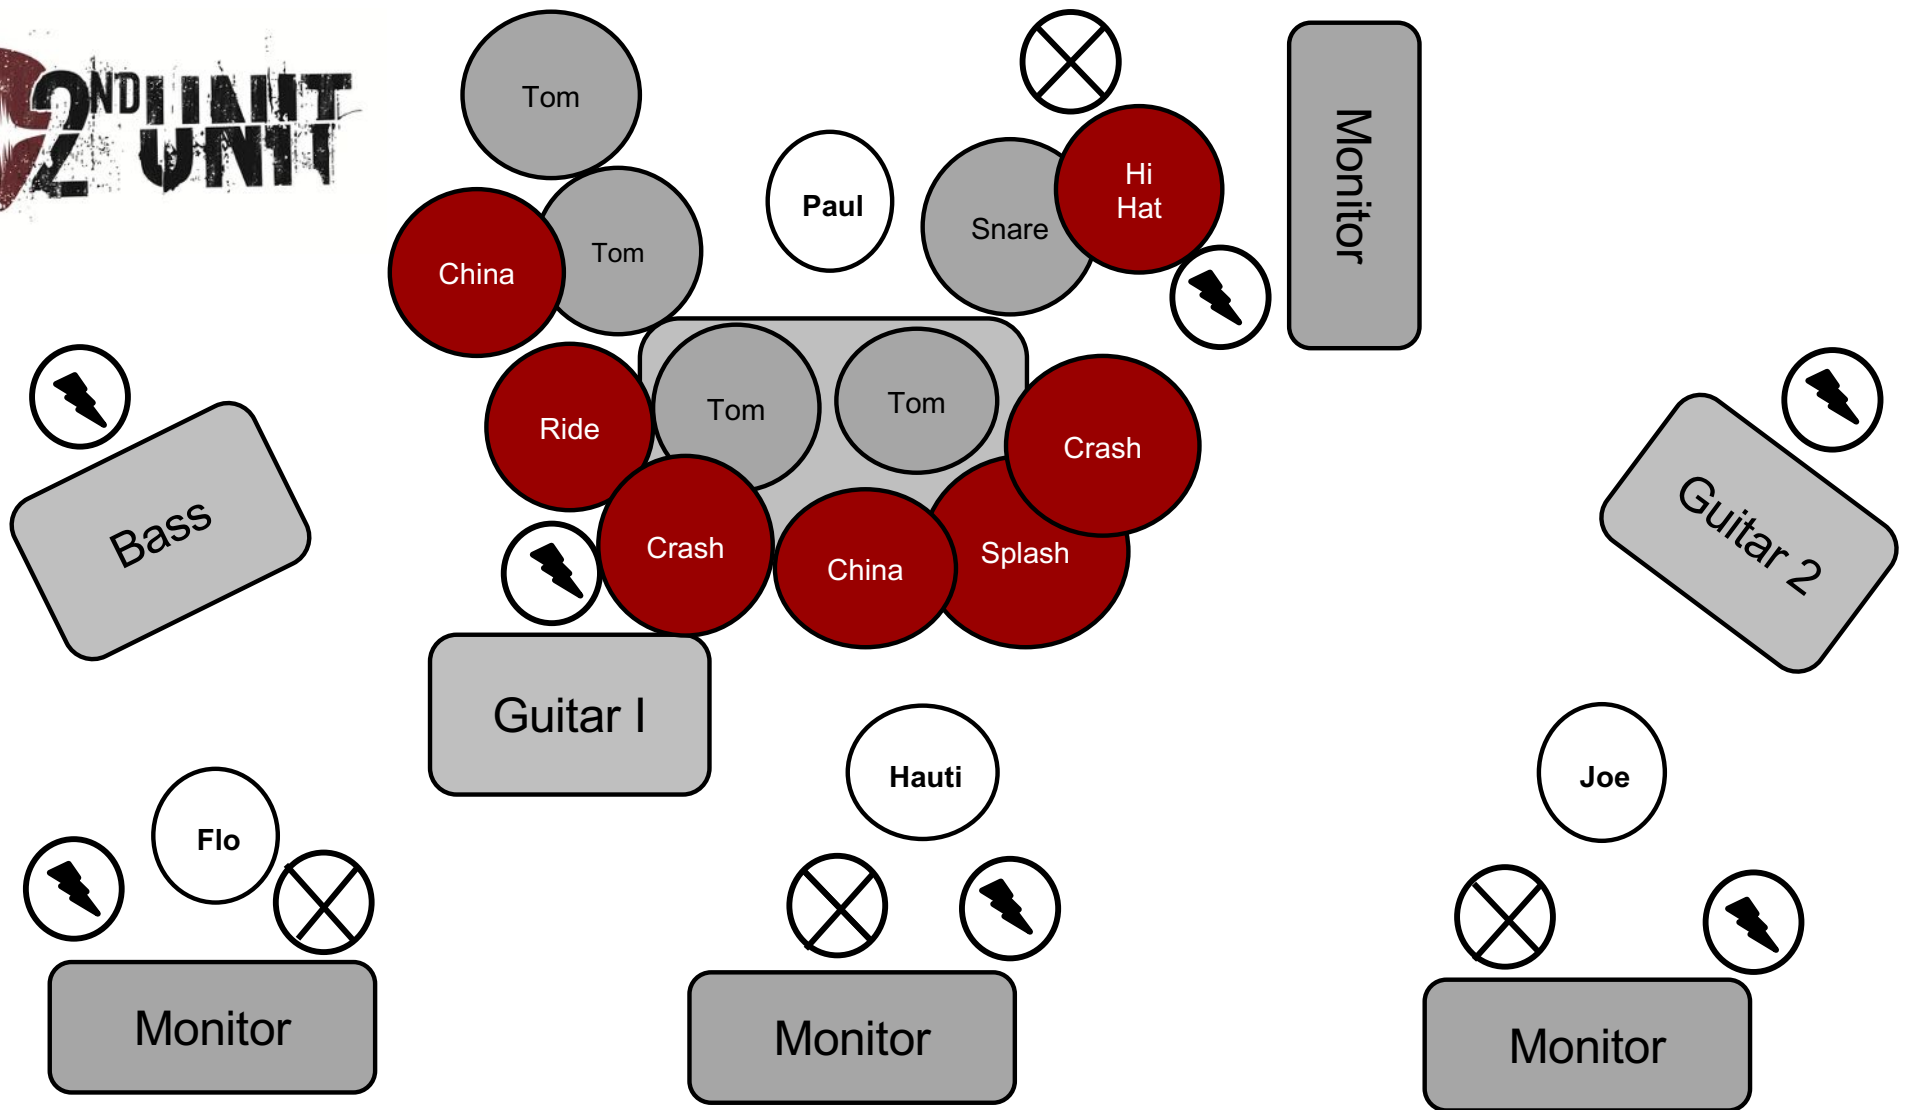 2ND UNIT
UNIT
Tom
Tom
China
Paul
Snare
Hi
Hat
Monitor
Ride
Tom
Tom
Crash
Crash
China
Splash
Bass
Guitar 2
Guitar I
Flo
Hauti
Joe
Monitor
Monitor
Monitor